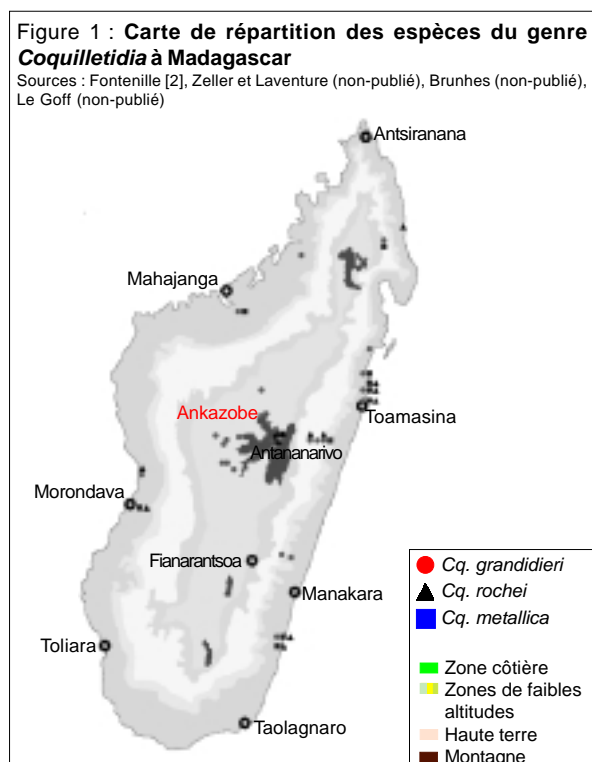 Figure 1 : Carte de répartition des espèces du genre
Coquilletidia à Madagascar
Sources : Fontenille [2], Zeller et Laventure (non-publié), Brunhes (non-publié),
Le Goff (non-publié)
Antsiranana
Mahajanga
Ankazobe
Toamasina
Antananarivo
Morondava
Fianarantsoa
Manakara
Toliara
Taolagnaro
Cq. grandidieri
Cq. rochei
Cq. metallica
Zone côtière
Zones de faibles
altitudes
Haute terre
Montagne